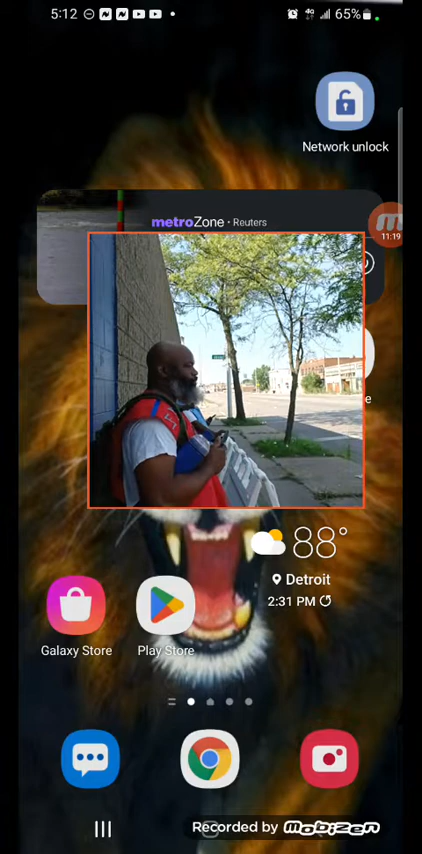 5:12
4G
65%
Network unlock
metroZone • Reuters
11:19
e
88°
Detroit
2:31 PM
Galaxy Store
Play Store
Recorded by Mobizen